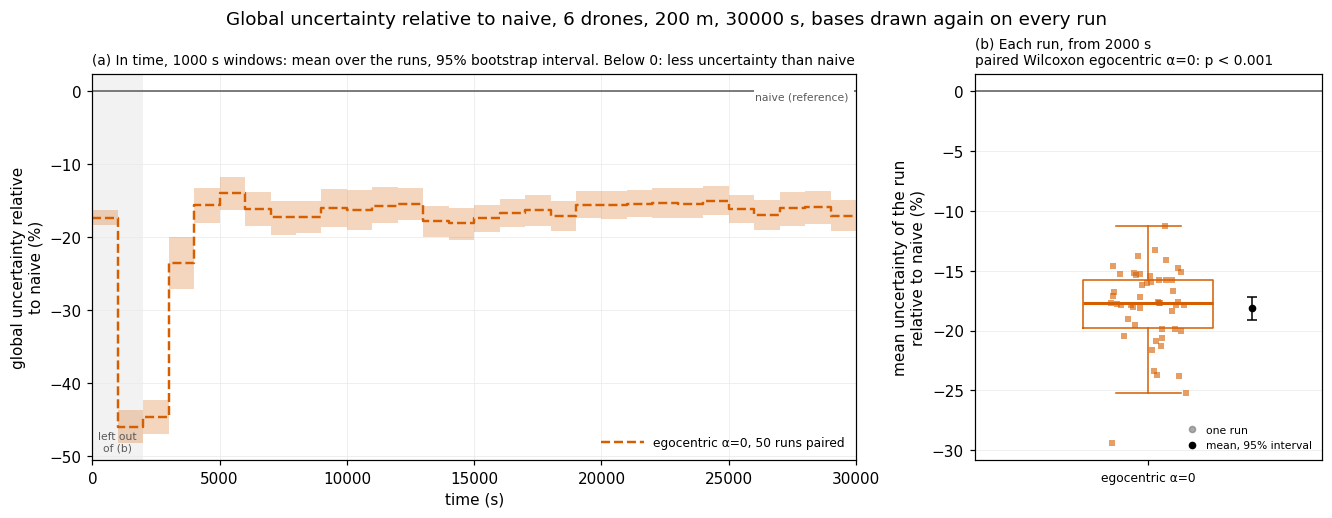 Global uncertainty relative to naive, 6 drones, 200 m, 30000 s, bases drawn again on every run
(a) In time, 1000 s windows: mean over the runs, 95% bootstrap interval. Below 0: less uncertainty than naive
global uncertainty relative
to naive (%)
0
−10
−20
−30
−40
−50
naive (reference)
left out
of (b)
egocentric α=0, 50 runs paired
0
5000
10000
15000
20000
25000
30000
time (s)
(b) Each run, from 2000 s
paired Wilcoxon egocentric α=0: p < 0.001
mean uncertainty of the run
relative to naive (%)
0
−5
−10
−15
−20
−25
−30
one run
mean, 95% interval
egocentric α=0